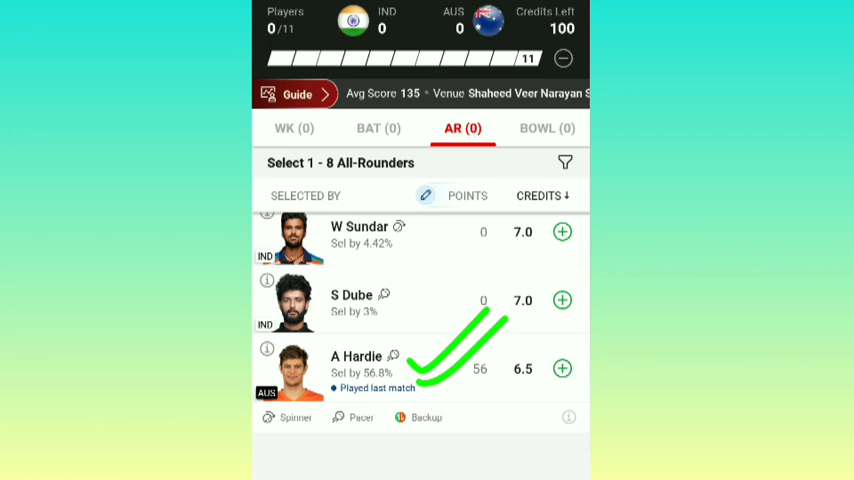 Players IND AUS Credits Left
0/11 0 0 100
11
Guide Avg Score 135 • Venue Shaheed Veer Narayan S
WK (0) BAT (0) AR (0) BOWL (0)
Select 1 - 8 All-Rounders
SELECTED BY POINTS CREDITS↓
W Sundar 0 7.0
Sel by 4.42%
IND
S Dube 0 7.0
Sel by 3%
IND
A Hardie 56 6.5
Sel by 56.8%
Played last match
AUS
Spinner Pacer Backup